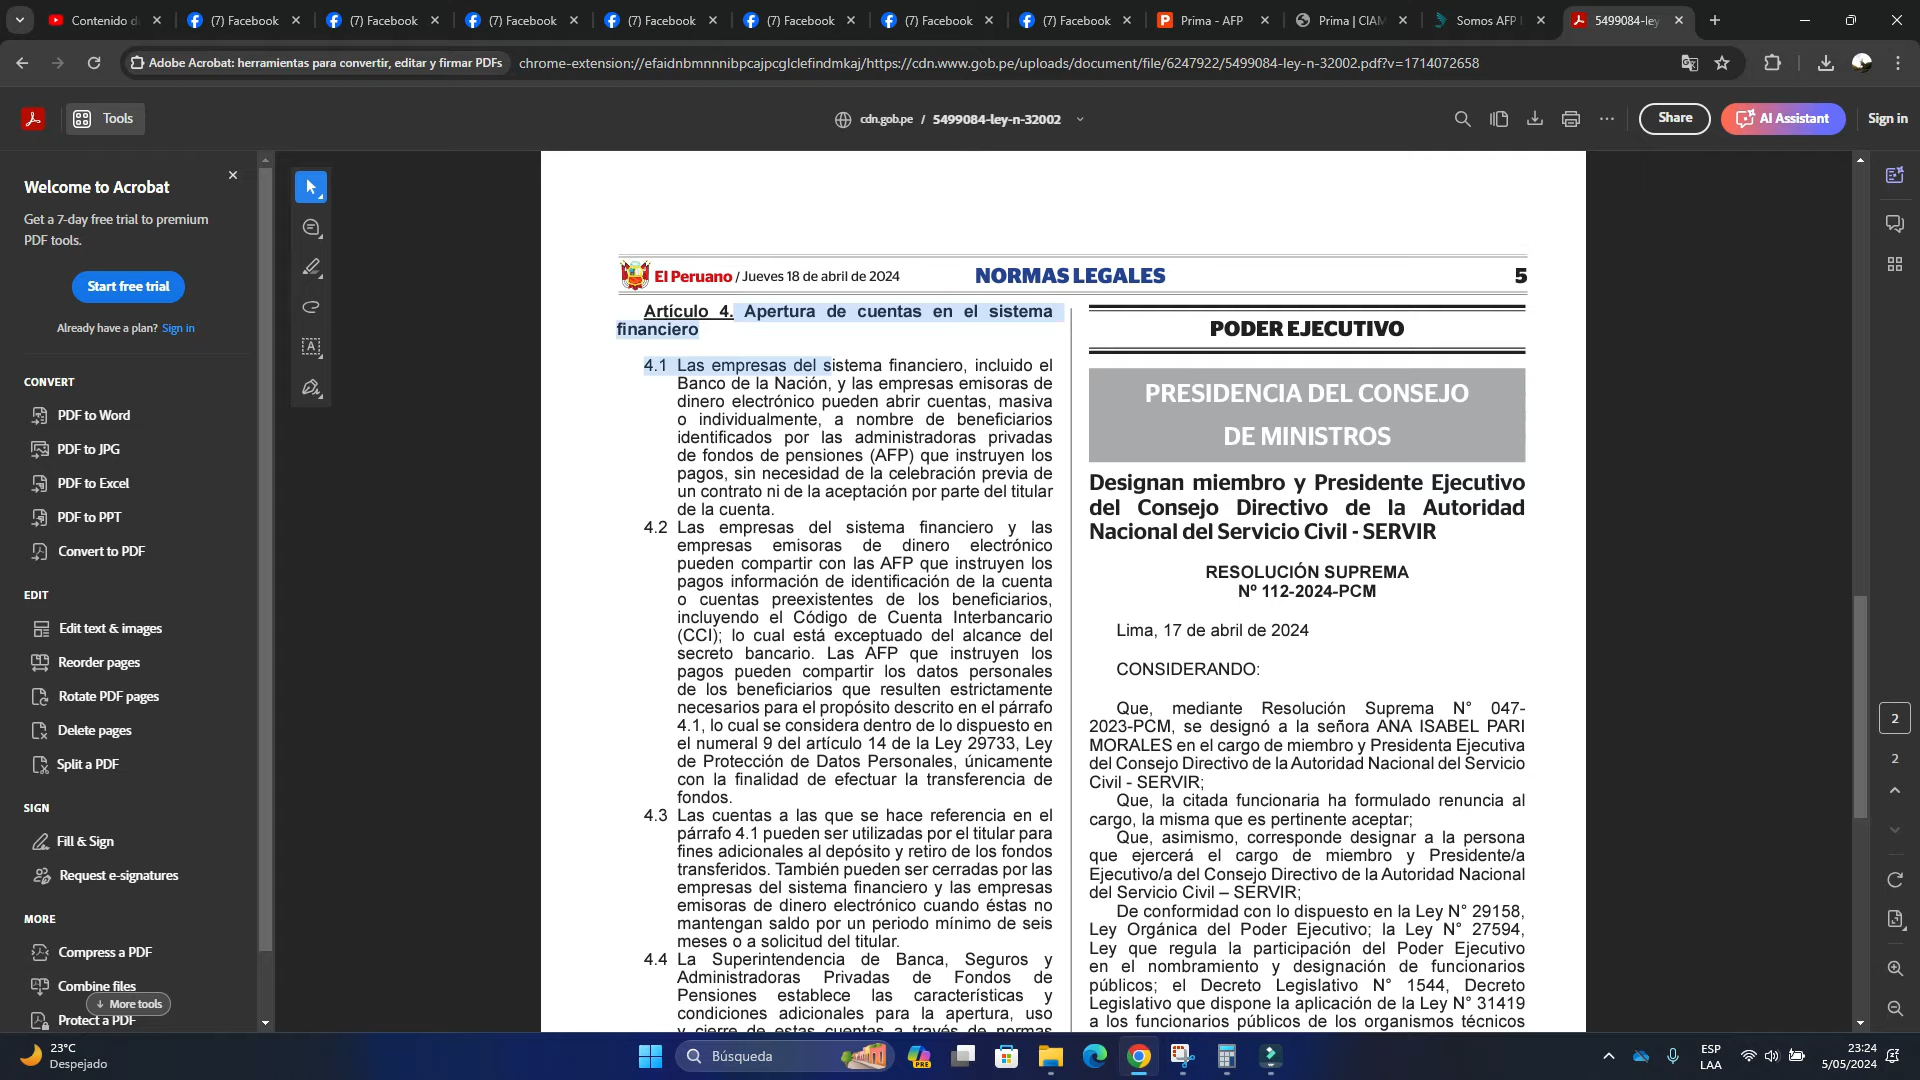 Contenido d
(7) Facebook
(7) Facebook
(7) Facebook
(7) Facebook
(7) Facebook
(7) Facebook
(7) Facebook
Prima - AFP
Prima | CIAM
Somos AFP
5499084-ley
Adobe Acrobat: herramientas para convertir, editar y firmar PDFs
chrome-extension://efaidnbmnnnibpcajpcglclefindmkaj/https://cdn.www.gob.pe/uploads/document/file/6247922/5499084-ley-n-32002.pdf?v=1714072658
Tools
cdn.gob.pe / 5499084-ley-n-32002
Share
AI Assistant
Sign in
Welcome to Acrobat
Get a 7-day free trial to premium
PDF tools.
Start free trial
Already have a plan? Sign in
CONVERT
PDF to Word
PDF to JPG
PDF to Excel
PDF to PPT
Convert to PDF
EDIT
Edit text & images
Reorder pages
Rotate PDF pages
Delete pages
Split a PDF
SIGN
Fill & Sign
Request e-signatures
MORE
Compress a PDF
Combine files
More tools
Protect a PDF
El Peruano / Jueves 18 de abril de 2024
NORMAS LEGALES
5
Artículo 4. Apertura de cuentas en el sistema
financiero
4.1 Las empresas del sistema financiero, incluido el
Banco de la Nación, y las empresas emisoras de
dinero electrónico pueden abrir cuentas, masiva
o individualmente, a nombre de beneficiarios
identificados por las administradoras privadas
de fondos de pensiones (AFP) que instruyen los
pagos, sin necesidad de la celebración previa de
un contrato ni de la aceptación por parte del titular
de la cuenta.
4.2 Las empresas del sistema financiero y las
empresas emisoras de dinero electrónico
pueden compartir con las AFP que instruyen los
pagos información de identificación de la cuenta
o cuentas preexistentes de los beneficiarios,
incluyendo el Código de Cuenta Interbancario
(CCI); lo cual está exceptuado del alcance del
secreto bancario. Las AFP que instruyen los
pagos pueden compartir los datos personales
de los beneficiarios que resulten estrictamente
necesarios para el propósito descrito en el párrafo
4.1, lo cual se considera dentro de lo dispuesto en
el numeral 9 del artículo 14 de la Ley 29733, Ley
de Protección de Datos Personales, únicamente
con la finalidad de efectuar la transferencia de
fondos.
4.3 Las cuentas a las que se hace referencia en el
párrafo 4.1 pueden ser utilizadas por el titular para
fines adicionales al depósito y retiro de los fondos
transferidos. También pueden ser cerradas por las
empresas del sistema financiero y las empresas
emisoras de dinero electrónico cuando éstas no
mantengan saldo por un periodo mínimo de seis
meses o a solicitud del titular.
4.4 La Superintendencia de Banca, Seguros y
Administradoras Privadas de Fondos de
Pensiones establece las características y
condiciones adicionales para la apertura, uso
y cierre de estas cuentas a través de normas
PODER EJECUTIVO
PRESIDENCIA DEL CONSEJO
DE MINISTROS
Designan miembro y Presidente Ejecutivo
del Consejo Directivo de la Autoridad
Nacional del Servicio Civil - SERVIR
RESOLUCIÓN SUPREMA
Nº 112-2024-PCM
Lima, 17 de abril de 2024
CONSIDERANDO:
Que, mediante Resolución Suprema N° 047-
2023-PCM, se designó a la señora ANA ISABEL PARI
MORALES en el cargo de miembro y Presidenta Ejecutiva
del Consejo Directivo de la Autoridad Nacional del Servicio
Civil - SERVIR;
Que, la citada funcionaria ha formulado renuncia al
cargo, la misma que es pertinente aceptar;
Que, asimismo, corresponde designar a la persona
que ejercerá el cargo de miembro y Presidente/a
Ejecutivo/a del Consejo Directivo de la Autoridad Nacional
del Servicio Civil – SERVIR;
De conformidad con lo dispuesto en la Ley N° 29158,
Ley Orgánica del Poder Ejecutivo; la Ley N° 27594,
Ley que regula la participación del Poder Ejecutivo
en el nombramiento y designación de funcionarios
públicos; el Decreto Legislativo N° 1544, Decreto
Legislativo que dispone la aplicación de la Ley N° 31419
a los funcionarios públicos de los organismos técnicos
2
2
23°C
Despejado
Búsqueda
PRE
ESP
LAA
23:24
5/05/2024